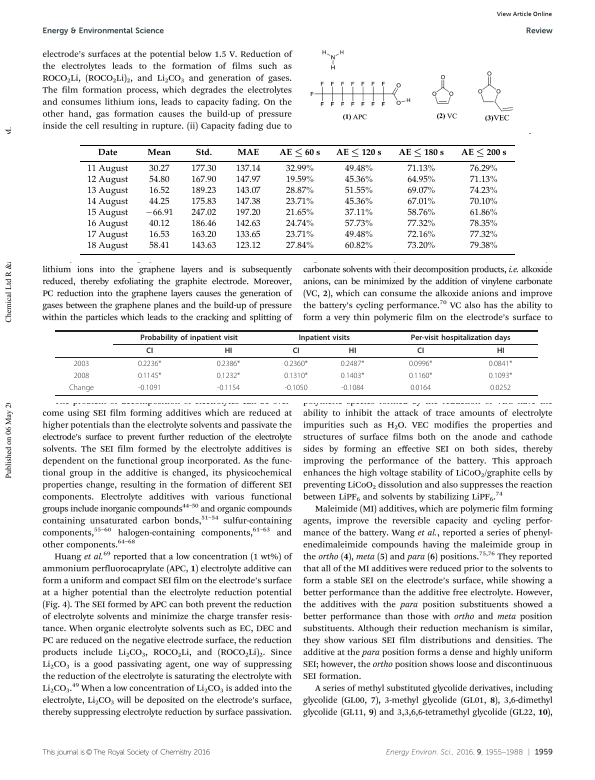 View Article Online
Energy & Environmental Science
Review
electrode's surfaces at the potential below 1.5 V. Reduction of
the electrolytes leads to the formation of films such as
ROCO₂Li, (ROCO₂Li)₂, and Li₂CO₃ and generation of gases.
The film formation process, which degrades the electrolytes
and consumes lithium ions, leads to capacity fading. On the
other hand, gas formation causes the build-up of pressure
inside the cell resulting in rupture. (ii) Capacity fading due to
(1) APC
(2) VC
(3)VEC
Date Mean Std. MAE AE ≤ 60 s AE ≤ 120 s AE ≤ 180 s AE ≤ 200 s
11 August 30.27 177.30 137.14 32.99% 49.48% 71.13% 76.29%
12 August 54.80 167.90 147.97 19.59% 45.36% 64.95% 71.13%
13 August 16.52 189.23 143.07 28.87% 51.55% 69.07% 74.23%
14 August 44.25 175.83 147.38 23.71% 45.36% 67.01% 70.10%
15 August −66.91 247.02 197.20 21.65% 37.11% 58.76% 61.86%
16 August 40.12 186.46 142.63 24.74% 57.73% 77.32% 78.35%
17 August 16.53 163.20 133.65 23.71% 49.48% 72.16% 77.32%
18 August 58.41 143.63 123.12 27.84% 60.82% 73.20% 79.38%
lithium ions into the graphene layers and is subsequently
reduced, thereby exfoliating the graphite electrode. Moreover,
PC reduction into the graphene layers causes the generation of
gases between the graphene planes and the build-up of pressure
within the particles which leads to the cracking and splitting of
carbonate solvents with their decomposition products, i.e. alkoxide
anions, can be minimized by the addition of vinylene carbonate
(VC, 2), which can consume the alkoxide anions and improve
the battery's cycling performance.⁷⁰ VC also has the ability to
form a very thin polymeric film on the electrode's surface to
Probability of inpatient visit Inpatient visits Per-visit hospitalization days
CI HI CI HI CI HI
2003 0.2236* 0.2386* 0.2360* 0.2487* 0.0996* 0.0841*
2008 0.1145* 0.1232* 0.1310* 0.1403* 0.1160* 0.1093*
Change -0.1091 -0.1154 -0.1050 -0.1084 0.0164 0.0252
come using SEI film forming additives which are reduced at
higher potentials than the electrolyte solvents and passivate the
electrode's surface to prevent further reduction of the electrolyte
solvents. The SEI film formed by the electrolyte additives is
dependent on the functional group incorporated. As the func-
tional group in the additive is changed, its physicochemical
properties change, resulting in the formation of different SEI
components. Electrolyte additives with various functional
groups include inorganic compounds⁴⁴⁻⁵⁰ and organic compounds
containing unsaturated carbon bonds,⁵¹⁻⁵⁴ sulfur-containing
components,⁵⁵⁻⁶⁰ halogen-containing components,⁶¹⁻⁶³ and
other components.⁶⁴⁻⁶⁸
Huang et al.⁶⁹ reported that a low concentration (1 wt%) of
ammonium perfluorocaprylate (APC, 1) electrolyte additive can
form a uniform and compact SEI film on the electrode's surface
at a higher potential than the electrolyte reduction potential
(Fig. 4). The SEI formed by APC can both prevent the reduction
of electrolyte solvents and minimize the charge transfer resis-
tance. When organic electrolyte solvents such as EC, DEC and
PC are reduced on the negative electrode surface, the reduction
products include Li₂CO₃, ROCO₂Li, and (ROCO₂Li)₂. Since
Li₂CO₃ is a good passivating agent, one way of suppressing
the reduction of the electrolyte is saturating the electrolyte with
Li₂CO₃.⁴⁹ When a low concentration of Li₂CO₃ is added into the
electrolyte, Li₂CO₃ will be deposited on the electrode's surface,
thereby suppressing electrolyte reduction by surface passivation.
ability to inhibit the attack of trace amounts of electrolyte
impurities such as H₂O. VEC modifies the properties and
structures of surface films both on the anode and cathode
sides by forming an effective SEI on both sides, thereby
improving the performance of the battery. This approach
enhances the high voltage stability of LiCoO₂/graphite cells by
preventing LiCoO₂ dissolution and also suppresses the reaction
between LiPF₆ and solvents by stabilizing LiPF₆.⁷⁴
Maleimide (MI) additives, which are polymeric film forming
agents, improve the reversible capacity and cycling perfor-
mance of the battery. Wang et al., reported a series of phenyl-
enedimaleimide compounds having the maleimide group in
the ortho (4), meta (5) and para (6) positions.⁷⁵,⁷⁶ They reported
that all of the MI additives were reduced prior to the solvents to
form a stable SEI on the electrode's surface, while showing a
better performance than the additive free electrolyte. However,
the additives with the para position substituents showed a
better performance than those with ortho and meta position
substituents. Although their reduction mechanism is similar,
they show various SEI film distributions and densities. The
additive at the para position forms a dense and highly uniform
SEI; however, the ortho position shows loose and discontinuous
SEI formation.
A series of methyl substituted glycolide derivatives, including
glycolide (GL00, 7), 3-methyl glycolide (GL01, 8), 3,6-dimethyl
glycolide (GL11, 9) and 3,3,6,6-tetramethyl glycolide (GL22, 10),
Chemical Ltd R
Published on 06 May
This journal is © The Royal Society of Chemistry 2016
Energy Environ. Sci., 2016, 9, 1955–1988 | 1959